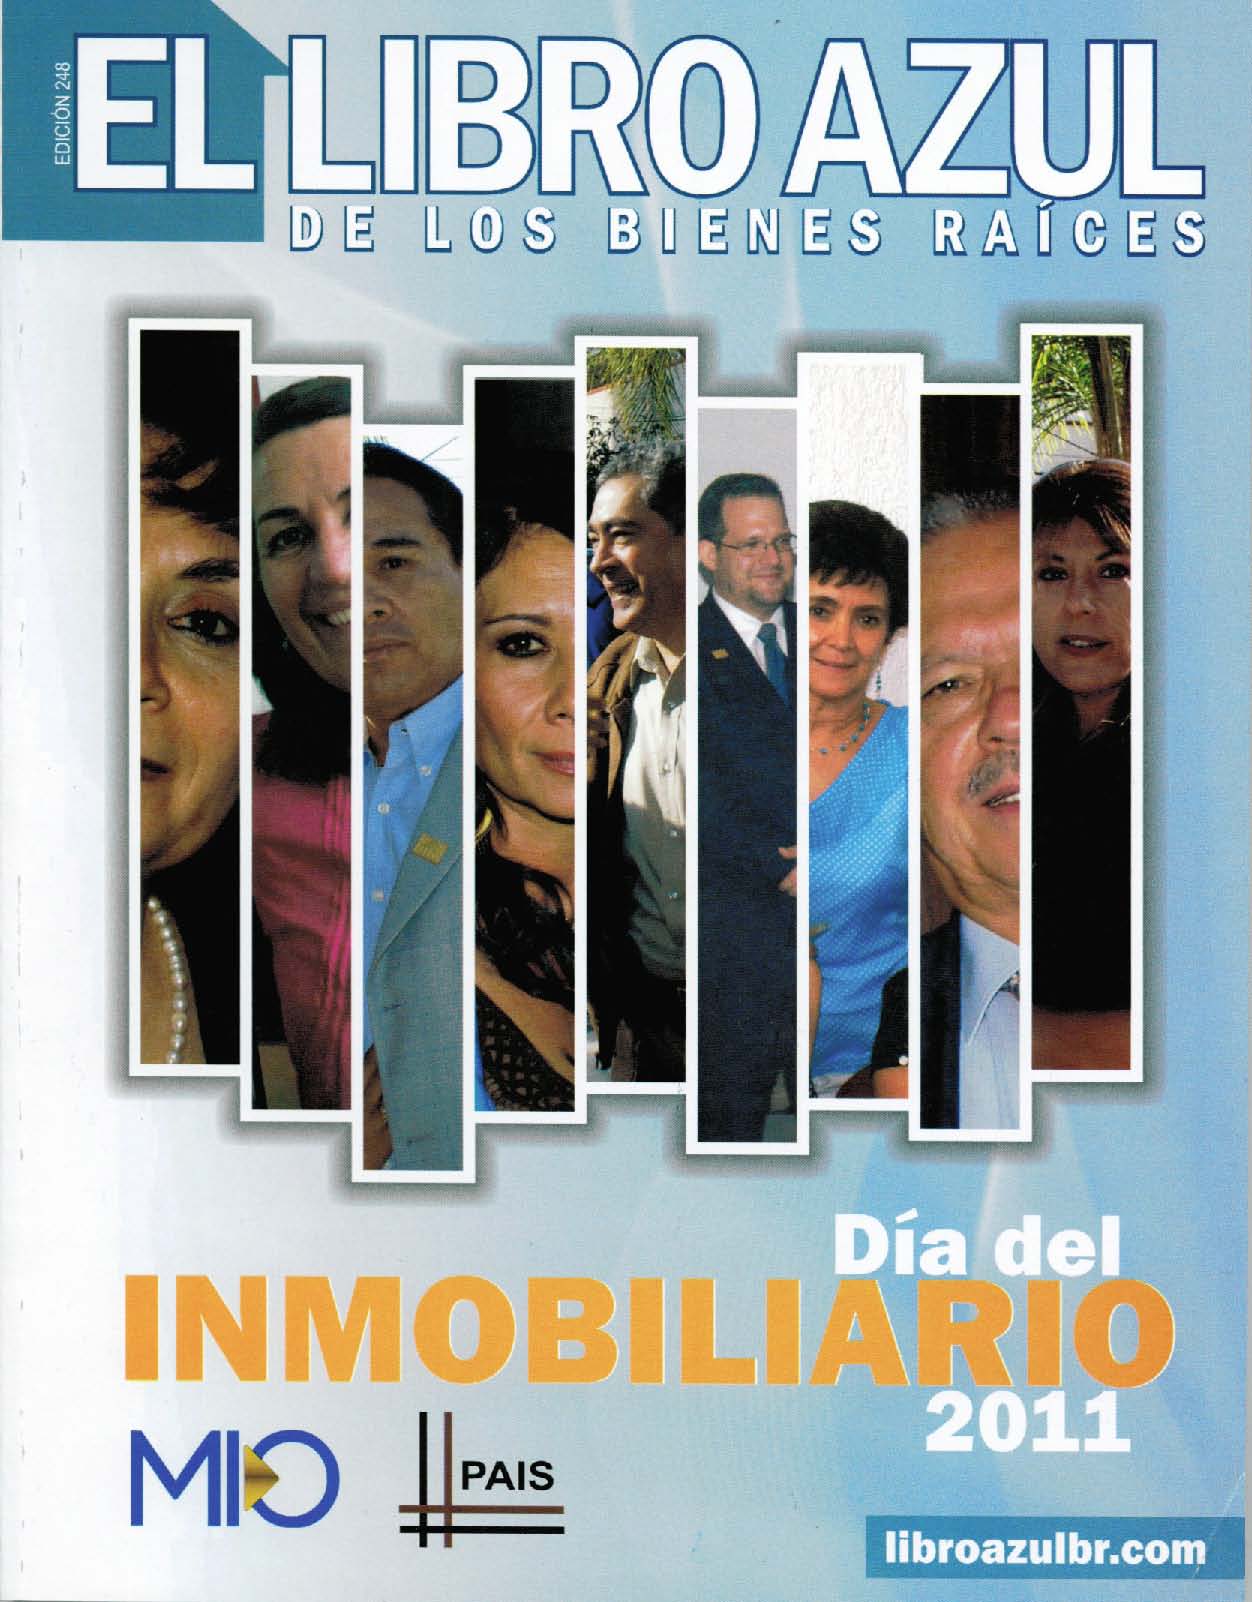 EDICIÓN 248
EL LIBRO AZUL
DE LOS BIENES RAÍCES
Día del
INMOBILIARIO
2011
MIO
PAIS
libroazulbr.com